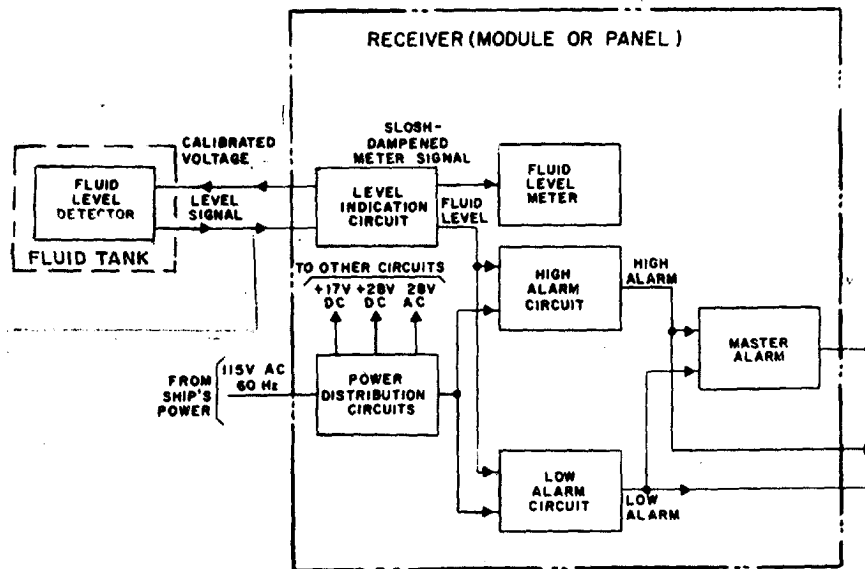 RECEIVER (MODULE OR PANEL)
CALIBRATED
VOLTAGE
SLOSH-
DAMPENED
METER SIGNAL
FLUID
LEVEL
DETECTOR
LEVEL
SIGNAL
FLUID TANK
LEVEL
INDICATION
CIRCUIT
FLUID
LEVEL
FLUID
LEVEL
METER
TO OTHER CIRCUITS
+17V +28V 28V
DC DC AC
HIGH
ALARM
CIRCUIT
HIGH
ALARM
MASTER
ALARM
FROM
SHIP'S
POWER
115V AC
60 Hz
POWER
DISTRIBUTION
CIRCUITS
LOW
ALARM
CIRCUIT
LOW
ALARM